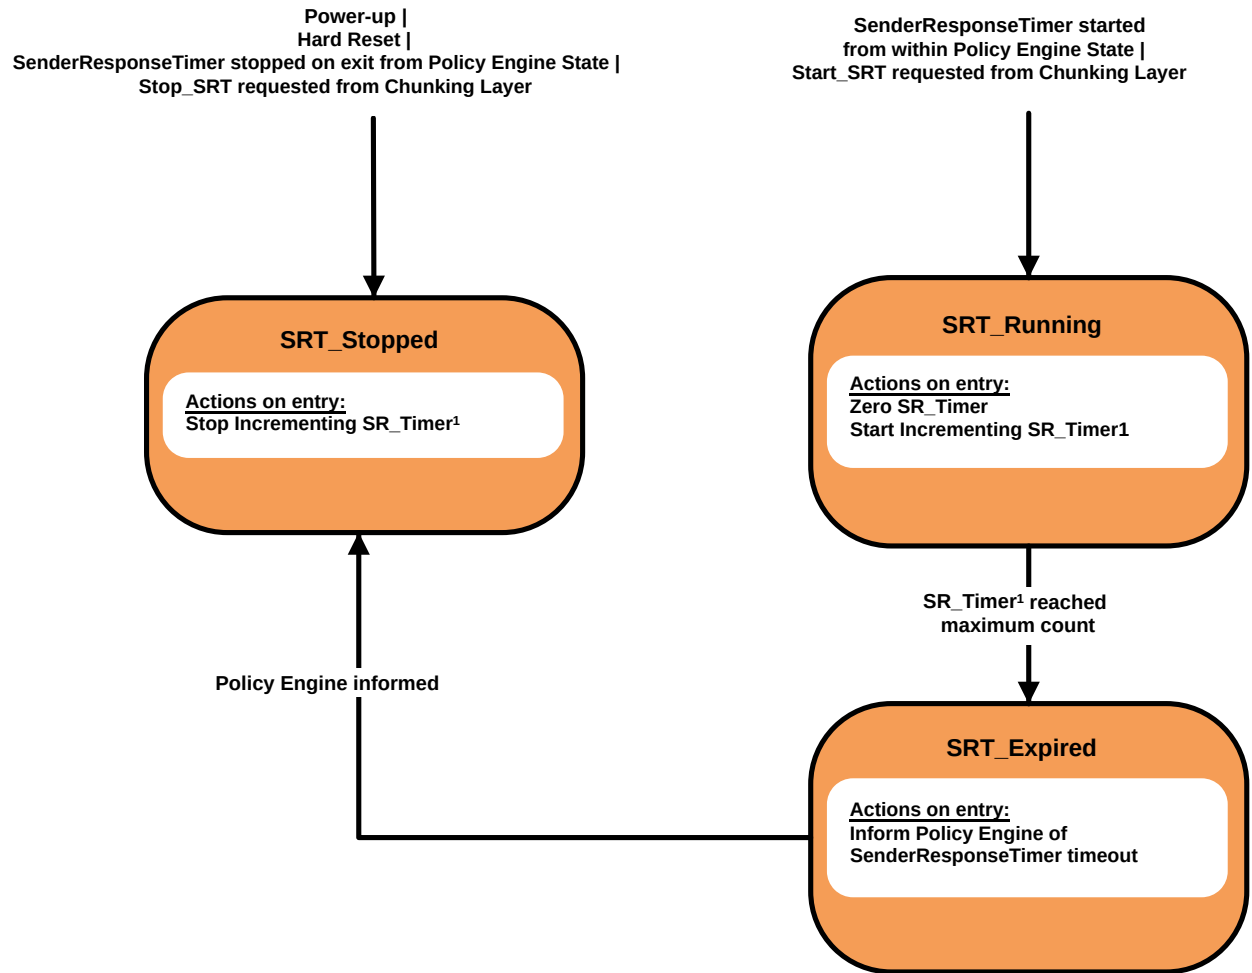 Power-up |
Hard Reset |
SenderResponseTimer stopped on exit from Policy Engine State |
Stop_SRT requested from Chunking Layer
SenderResponseTimer started
from within Policy Engine State |
Start_SRT requested from Chunking Layer
SRT_Stopped
Actions on entry:
Stop Incrementing SR_Timer¹
SRT_Running
Actions on entry:
Zero SR_Timer
Start Incrementing SR_Timer1
SR_Timer¹ reached
maximum count
Policy Engine informed
SRT_Expired
Actions on entry:
Inform Policy Engine of
SenderResponseTimer timeout